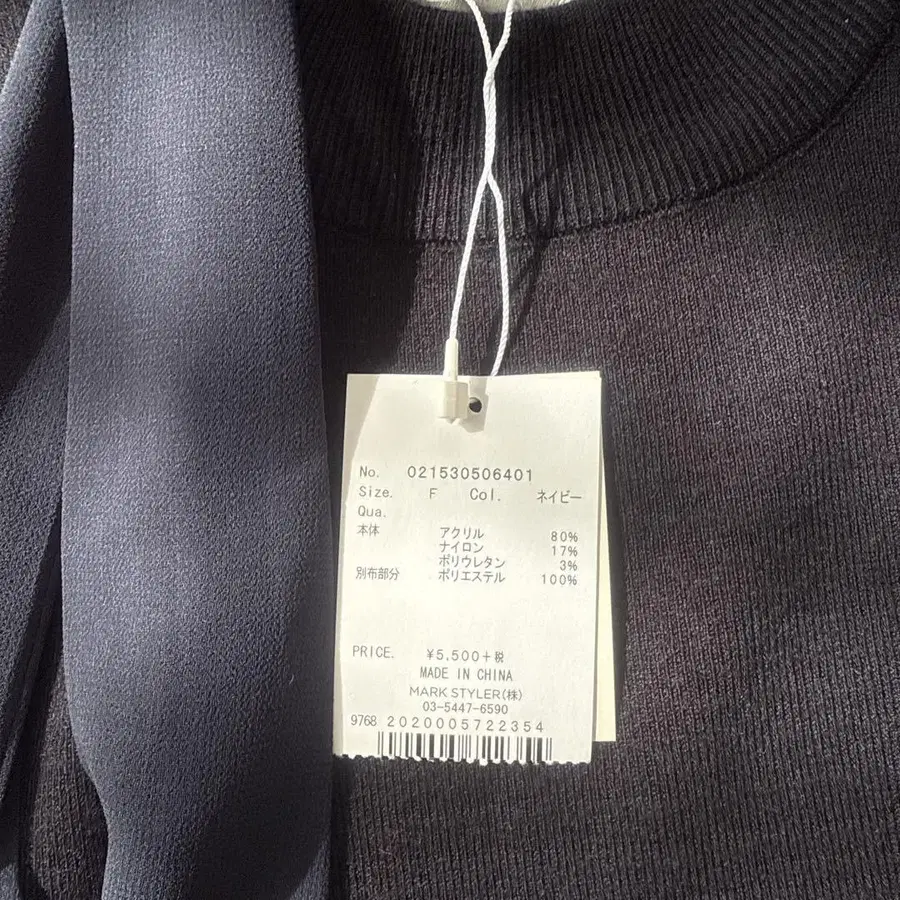 No. 021530506401
Size. F Col. ネイビー
Qua.
本体 アクリル 80%
ナイロン 17%
ポリウレタン 3%
別布部分 ポリエステル 100%
PRICE. ¥5,500+税
MADE IN CHINA
MARK STYLER(株)
03-5447-6590
9768 2020005722354